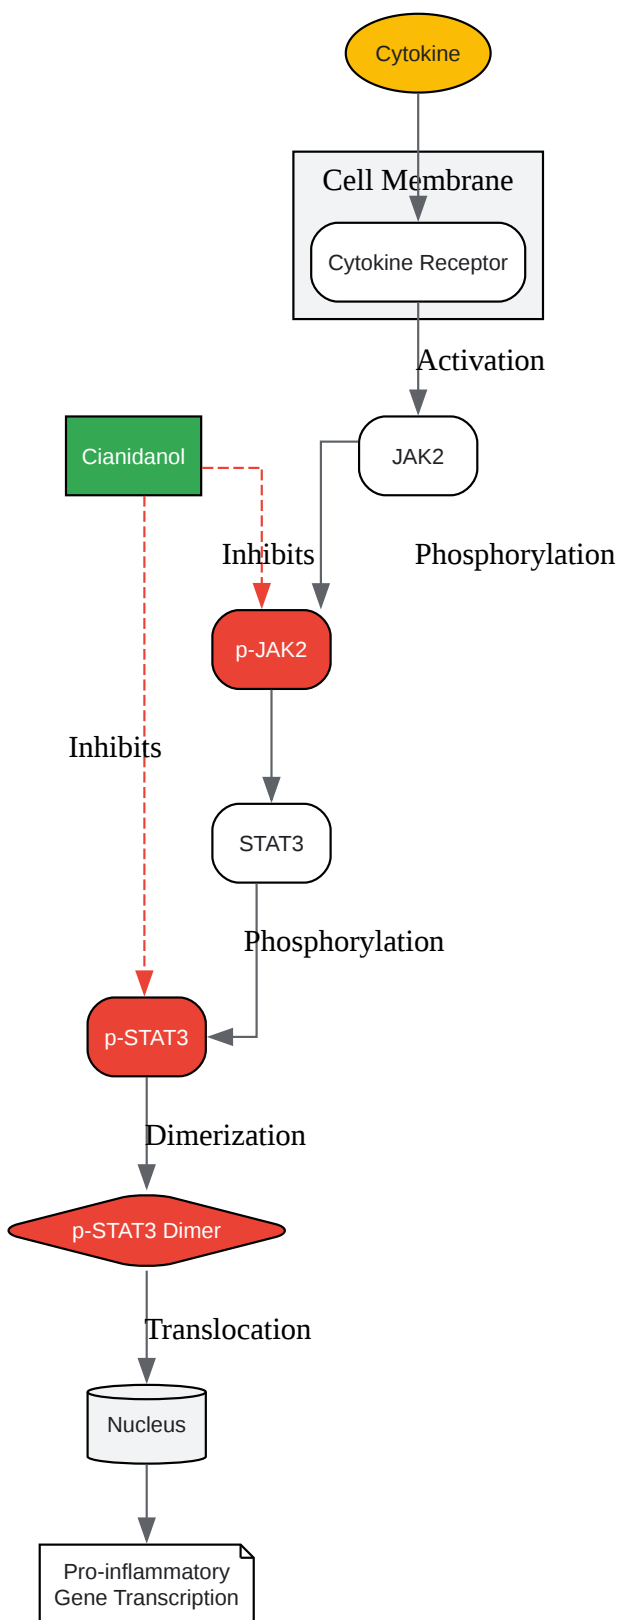 Cytokine
Cell Membrane
Cytokine Receptor
Activation
Cianidanol
JAK2
Inhibits
Phosphorylation
p-JAK2
Inhibits
STAT3
Phosphorylation
p-STAT3
Dimerization
p-STAT3 Dimer
Translocation
Nucleus
Pro-inflammatory
Gene Transcription